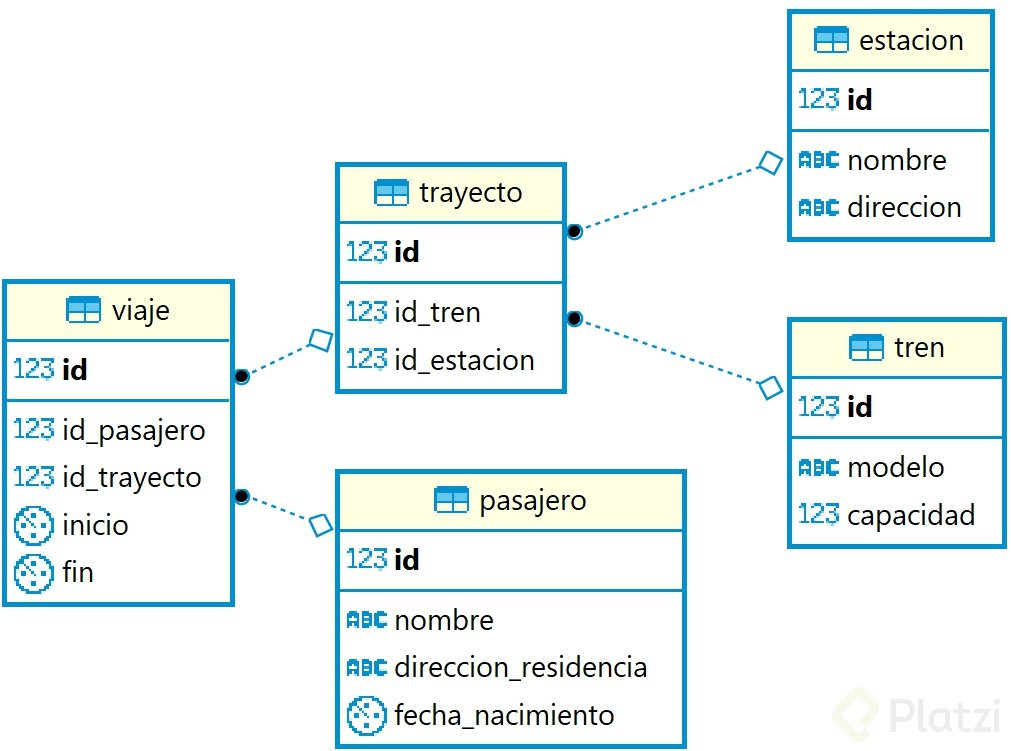 estacion
123 id
ABC nombre
ABC direccion
trayecto
123 id
123 id_tren
123 id_estacion
viaje
123 id
123 id_pasajero
123 id_trayecto
inicio
fin
tren
123 id
ABC modelo
123 capacidad
pasajero
123 id
ABC nombre
ABC direccion_residencia
fecha_nacimiento
Platzi